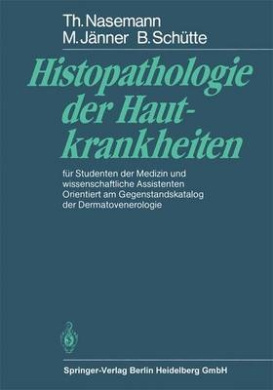 Th. Nasemann
M. Jänner B. Schütte
Histopathologie
der Haut-
krankheiten
für Studenten der Medizin und
wissenschaftliche Assistenten
Orientiert am Gegenstandskatalog
der Dermatovenerologie
Springer-Verlag Berlin Heidelberg GmbH